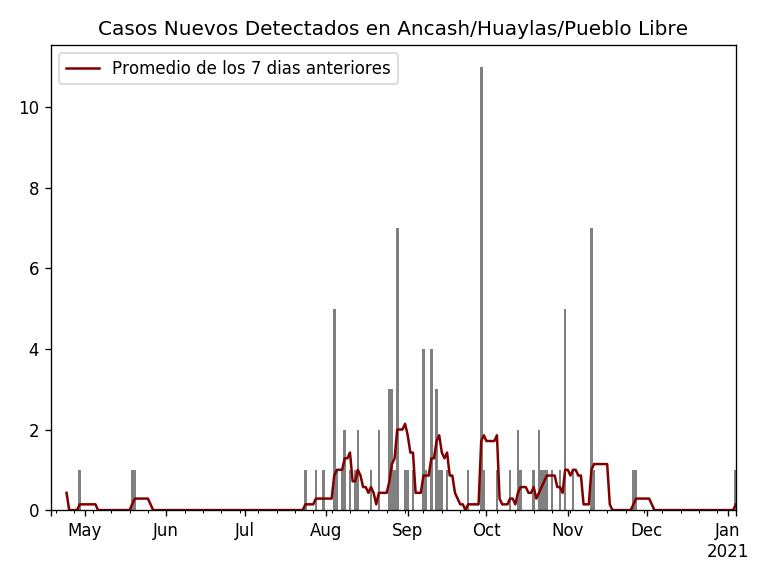 Casos Nuevos Detectados en Ancash/Huaylas/Pueblo Libre
Promedio de los 7 dias anteriores
10
8
6
4
2
0
May Jun Jul Aug Sep Oct Nov Dec Jan
2021